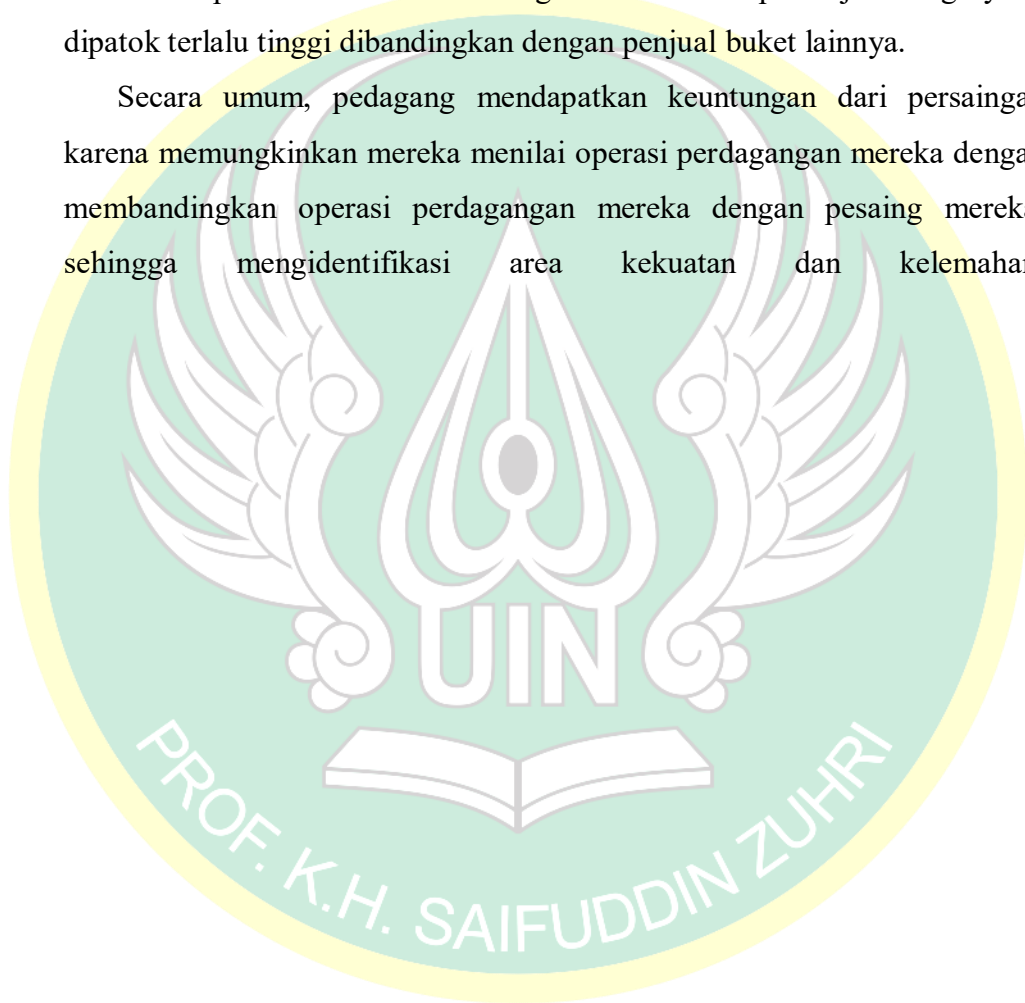 dipatok terlalu tinggi dibandingkan dengan penjual buket lainnya.
Secara umum, pedagang mendapatkan keuntungan dari persainga
karena memungkinkan mereka menilai operasi perdagangan mereka denga
membandingkan operasi perdagangan mereka dengan pesaing mereka
sehingga mengidentifikasi area kekuatan dan kelemahan
UIN
PROF. K.H. SAIFUDDIN ZUHRI